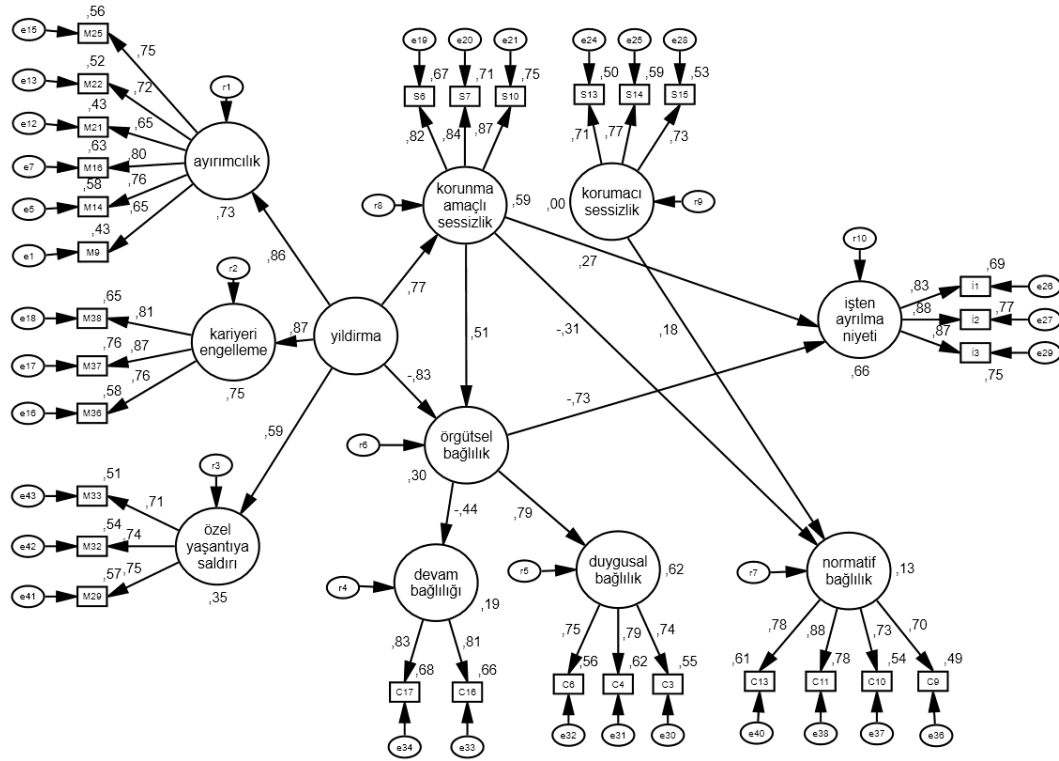 e15
,56
M25
,75
e13
,52
M22
,72
e12
,43
M21
,65
e7
,63
M16
,80
e5
,58
M14
,76
e1
,43
M9
,65
r1
ayırımcılık
,73
,86
e19
e20
e21
,67
,71
,75
S6
S7
S10
,82
,84
,87
r8
korunma
amaçlı
sessizlik
,59
e24
e25
e28
,50
,59
,53
S13
S14
S15
,71
,77
,73
,00
korumacı
sessizlik
r9
r2
e18
,65
M38
,81
e17
,76
M37
,87
e16
,58
M36
,76
kariyeri
engelleme
,75
,87
yildirma
,77
,51
-,83
,59
,27
-,31
,18
-,73
r10
işten
ayrılma
niyeti
,66
,83
,88
,87
,69
İ1
e26
,77
İ2
e27
İ3
e29
,75
r6
örgütsel
bağlılık
,30
-,44
,79
r3
e43
,51
M33
,71
e42
,54
M32
,74
e41
,57
M29
,75
özel
yaşantıya
saldırı
,35
r4
devam
bağlılığı
,19
,83
,81
,68
,66
C17
C16
e34
e33
r5
duygusal
bağlılık
,62
,75
,79
,74
,56
,62
,55
C6
C4
C3
e32
e31
e30
r7
normatif
bağlılık
,13
,78
,88
,73
,70
,61
,78
,54
,49
C13
C11
C10
C9
e40
e38
e37
e36